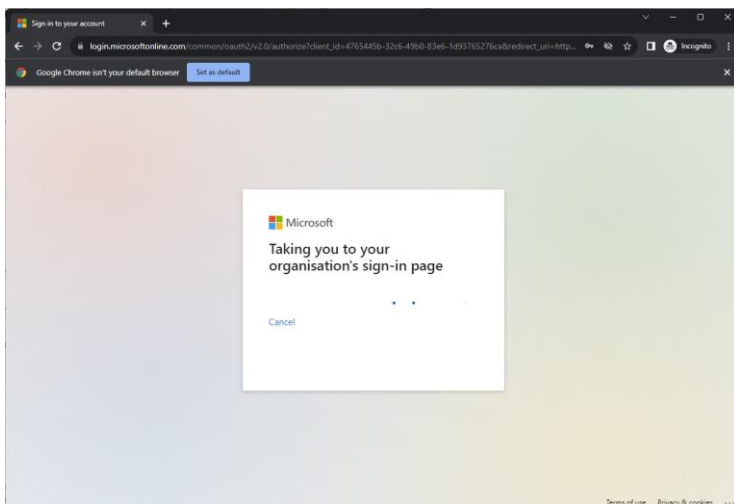 Sign in to your account
login.microsoftonline.com/common/oauth2/v2.0/authorize?client_id=4765445b-32c6-49b0-83e6-1d93765276ca&redirect_uri=http... Incognito
Google Chrome isn't your default browser Set as default
Microsoft
Taking you to your
organisation's sign-in page
Cancel
Terms of use Privacy & cookies ...